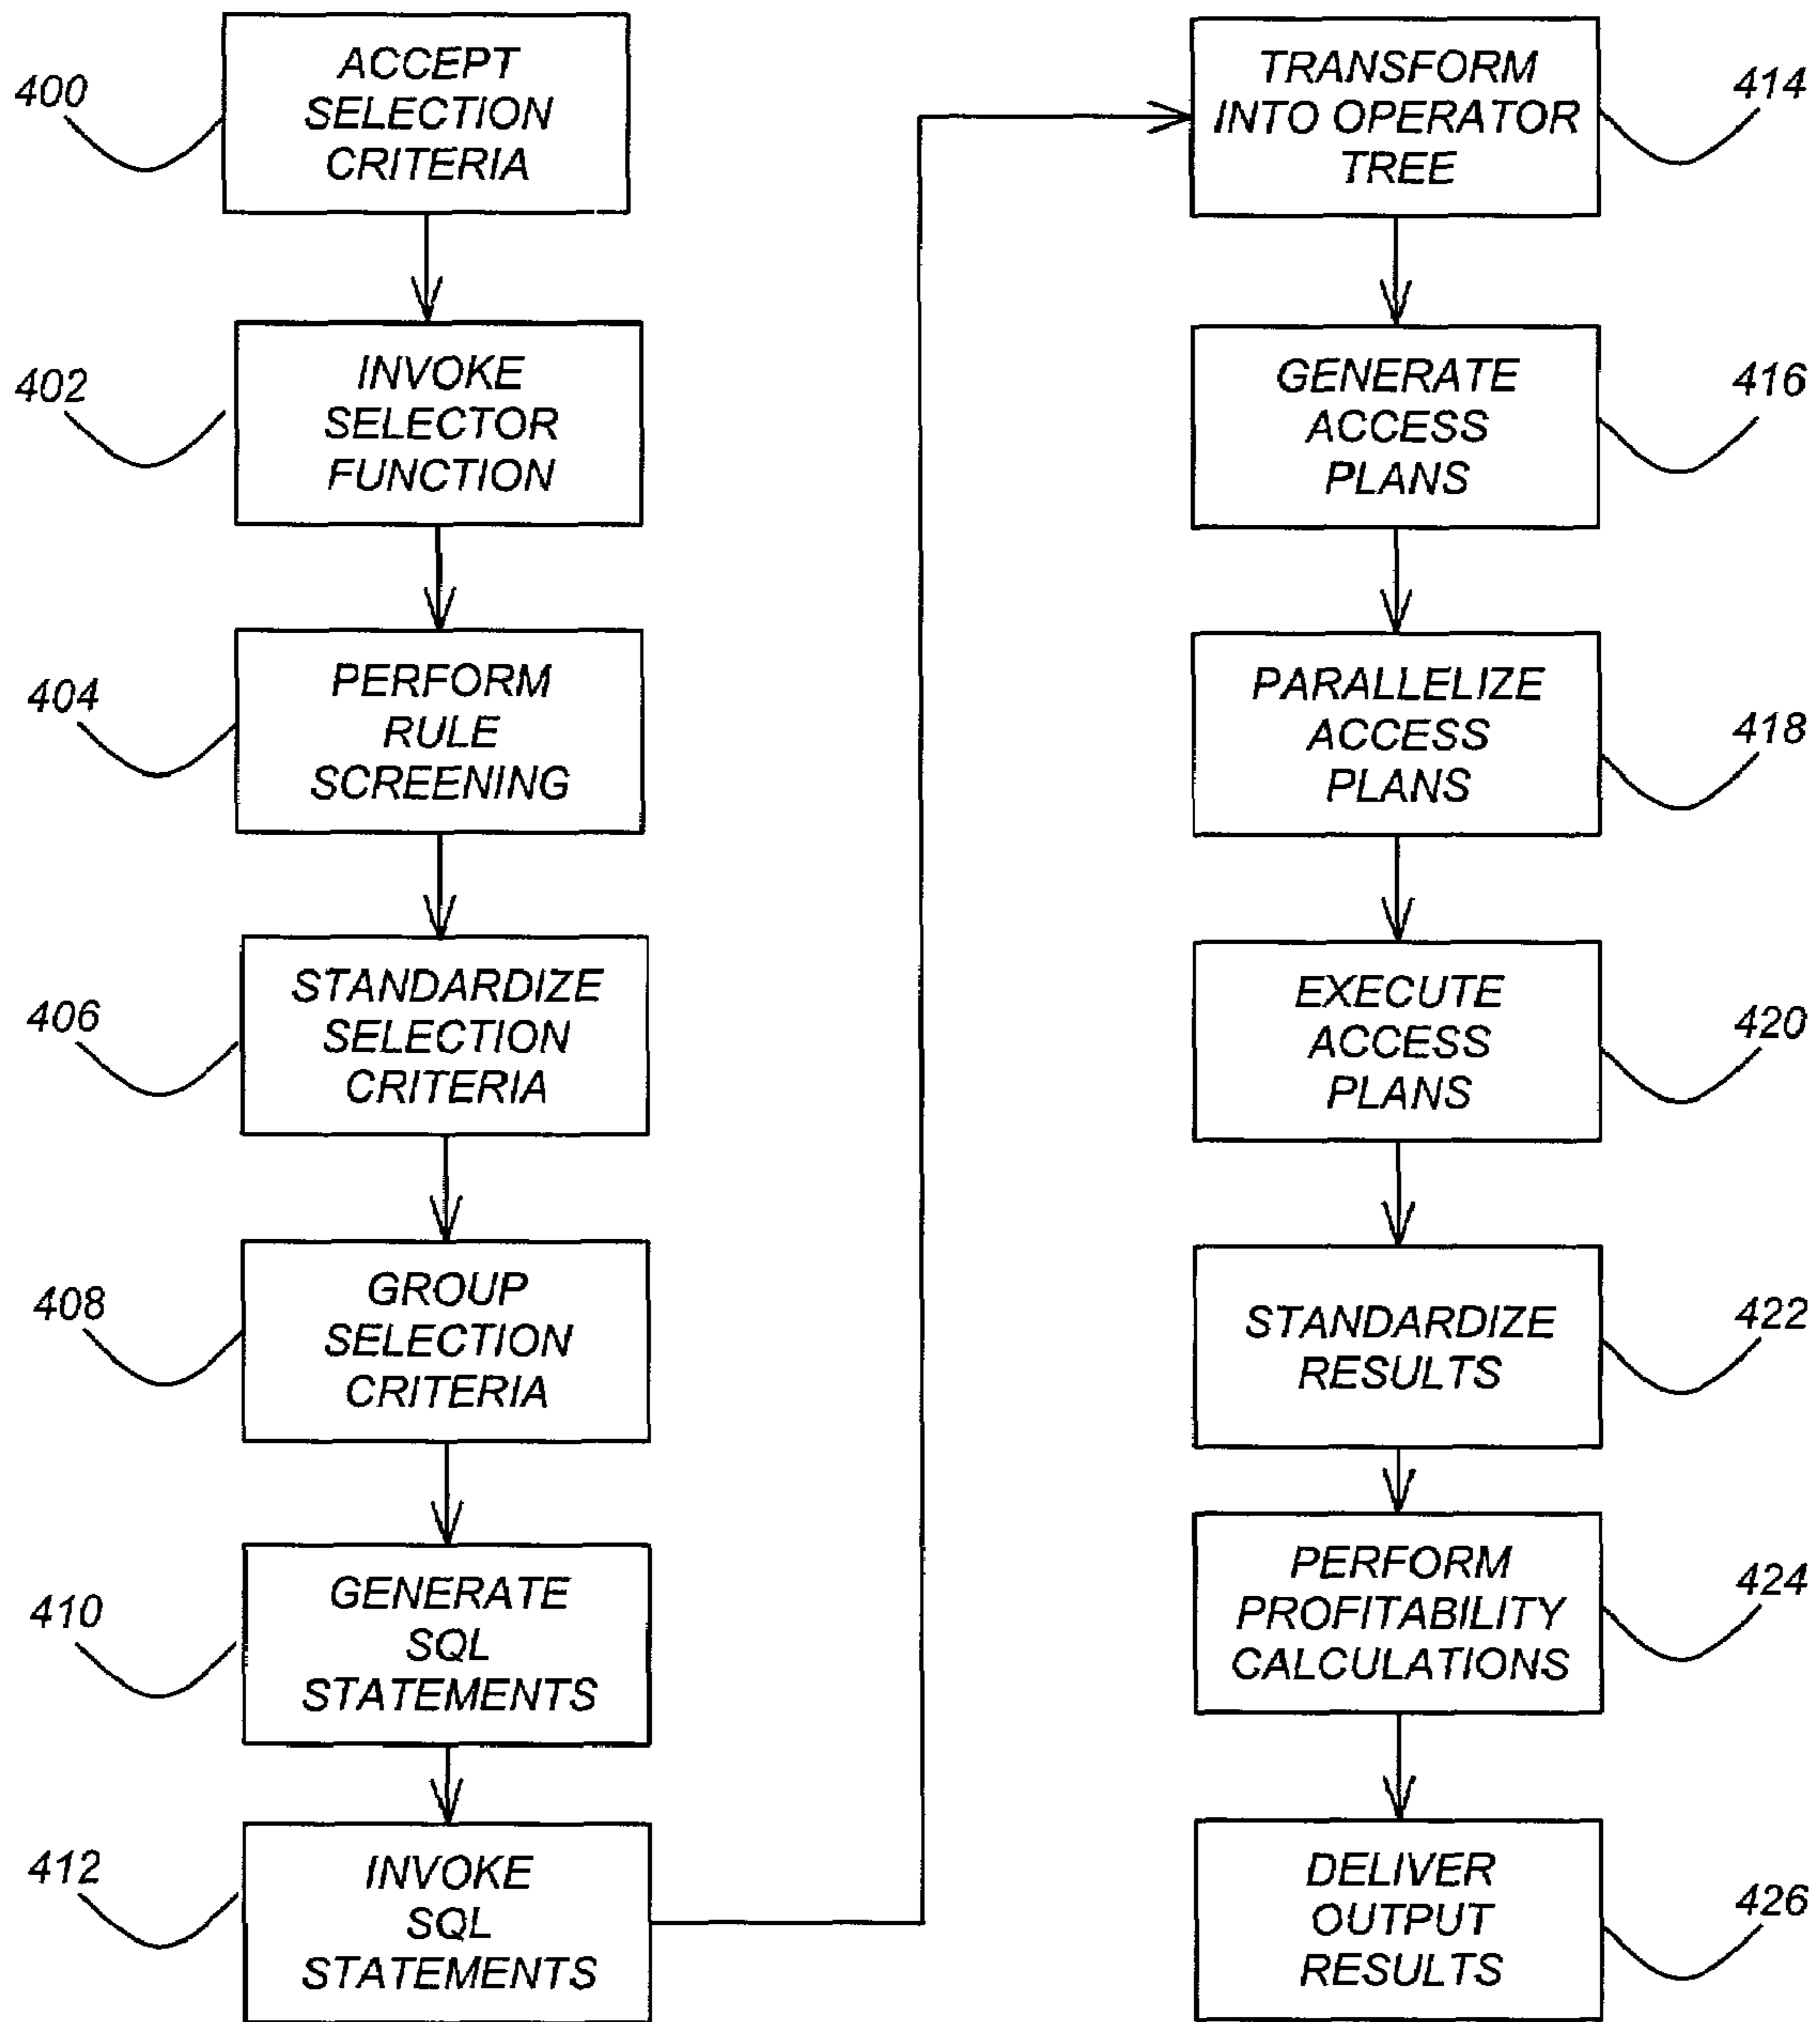 400
ACCEPT
SELECTION
CRITERIA
402
INVOKE
SELECTOR
FUNCTION
404
PERFORM
RULE
SCREENING
406
STANDARDIZE
SELECTION
CRITERIA
408
GROUP
SELECTION
CRITERIA
410
GENERATE
SQL
STATEMENTS
412
INVOKE
SQL
STATEMENTS
TRANSFORM
INTO OPERATOR
TREE
414
GENERATE
ACCESS
PLANS
416
PARALLELIZE
ACCESS
PLANS
418
EXECUTE
ACCESS
PLANS
420
STANDARDIZE
RESULTS
422
PERFORM
PROFITABILITY
CALCULATIONS
424
DELIVER
OUTPUT
RESULTS
426